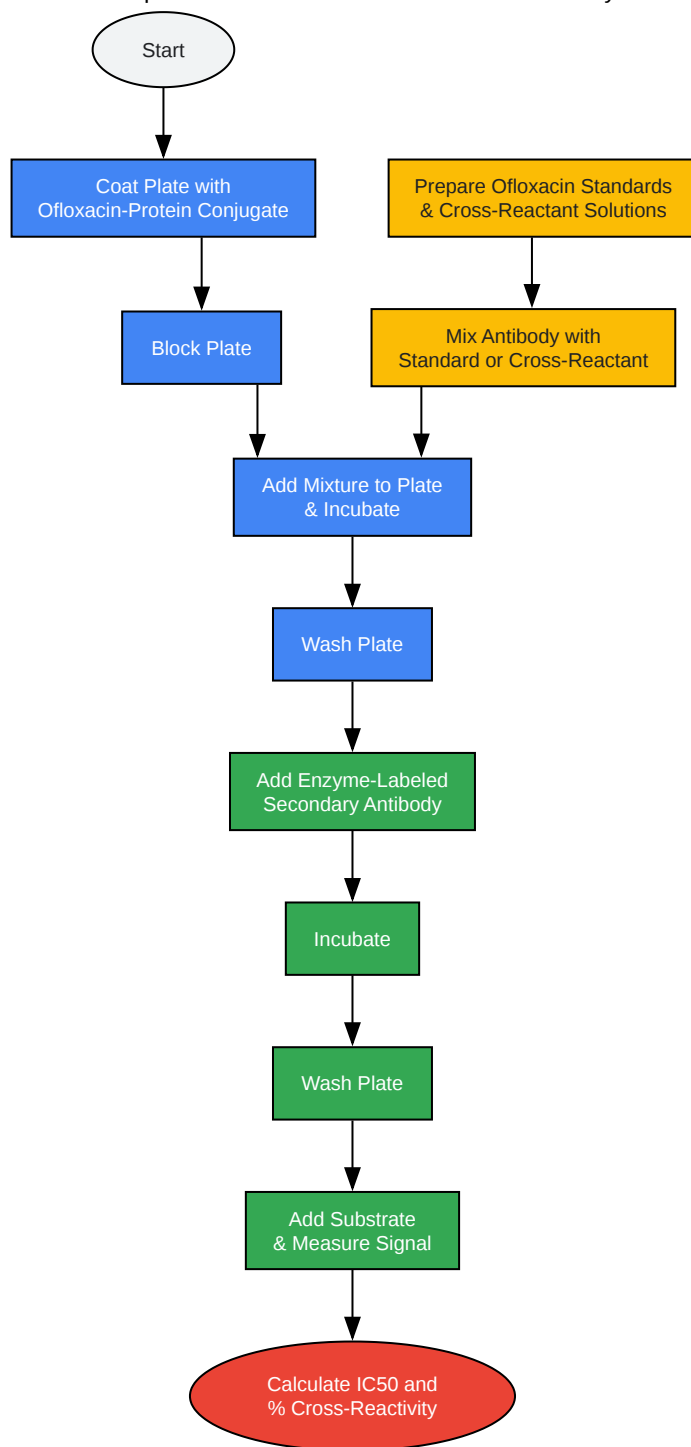 Start
Coat Plate with
Ofloxacin-Protein Conjugate
Prepare Ofloxacin Standards
& Cross-Reactant Solutions
Block Plate
Mix Antibody with
Standard or Cross-Reactant
Add Mixture to Plate
& Incubate
Wash Plate
Add Enzyme-Labeled
Secondary Antibody
Incubate
Wash Plate
Add Substrate
& Measure Signal
Calculate IC50 and
% Cross-Reactivity